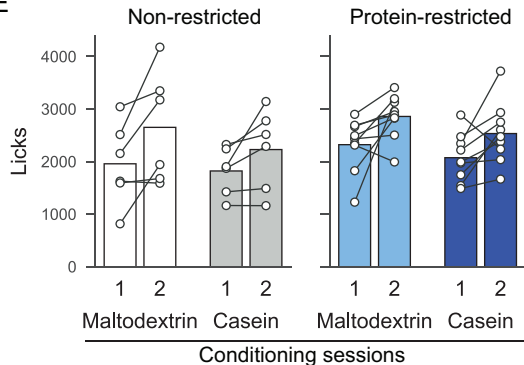 E
Non-restricted Protein-restricted
4000
3000
2000
1000
0
Licks
1 2 1 2 1 2 1 2
Maltodextrin Casein Maltodextrin Casein
Conditioning sessions